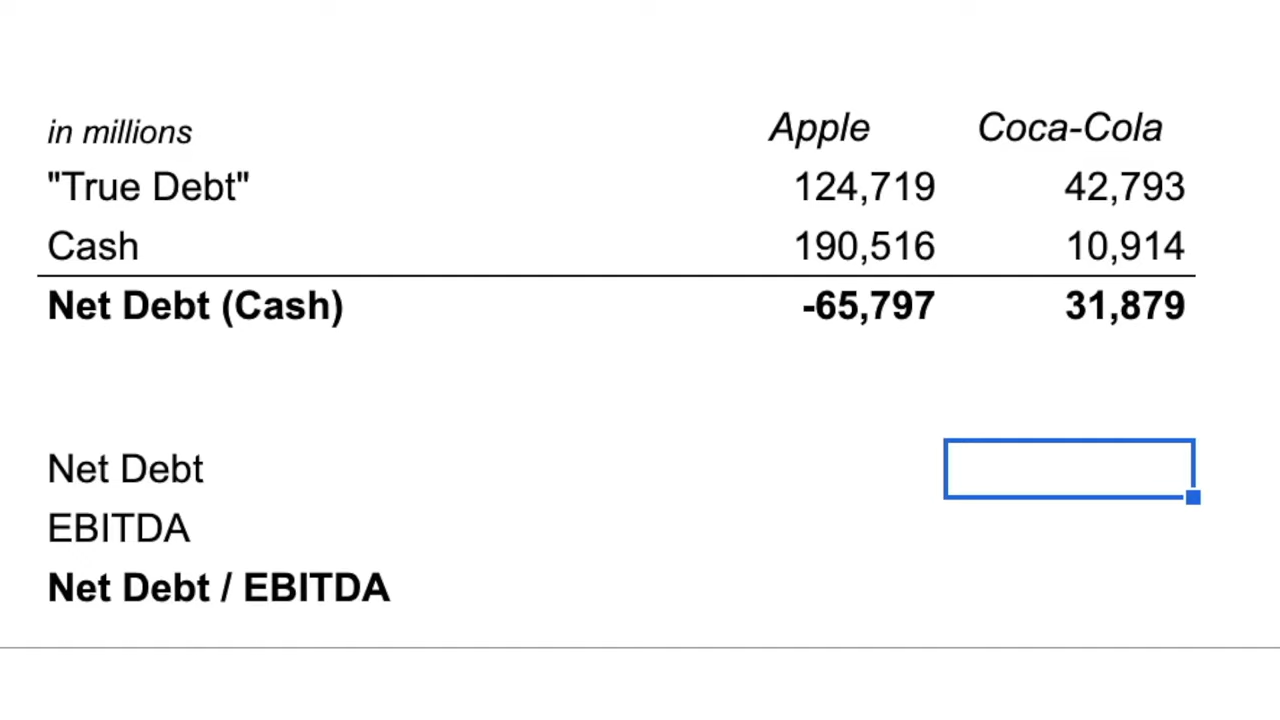 in millions Apple Coca-Cola
"True Debt" 124,719 42,793
Cash 190,516 10,914
Net Debt (Cash) -65,797 31,879
Net Debt
EBITDA
Net Debt / EBITDA